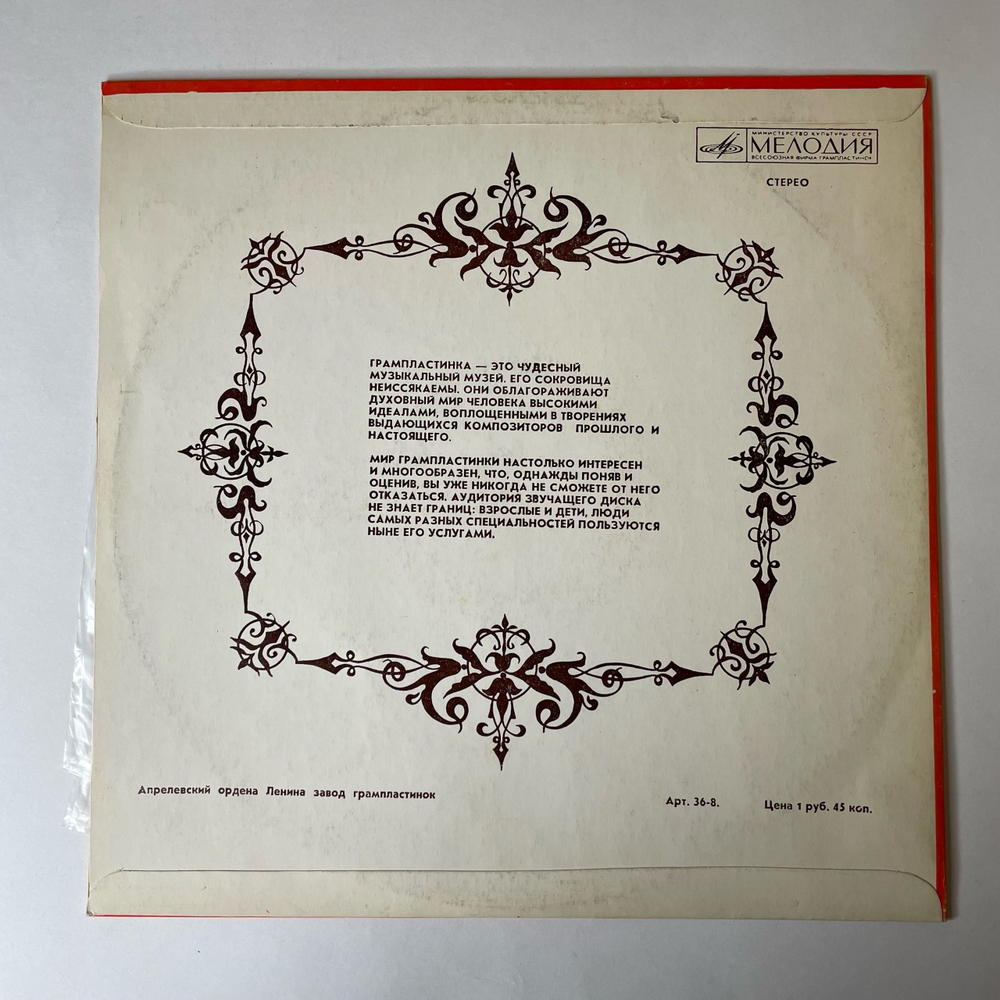 МИНИСТЕРСТВО КУЛЬТУРЫ СССР
МЕЛОДИЯ
ВСЕСОЮЗНАЯ ФИРМА ГРАМПЛАСТИНОК
СТЕРЕО
ГРАМПЛАСТИНКА — ЭТО ЧУДЕСНЫЙ
МУЗЫКАЛЬНЫЙ МУЗЕЙ. ЕГО СОКРОВИЩА
НЕИССЯКАЕМЫ. ОНИ ОБЛАГОРАЖИВАЮТ
ДУХОВНЫЙ МИР ЧЕЛОВЕКА ВЫСОКИМИ
ИДЕАЛАМИ, ВОПЛОЩЕННЫМИ В ТВОРЕНИЯХ
ВЫДАЮЩИХСЯ КОМПОЗИТОРОВ ПРОШЛОГО И
НАСТОЯЩЕГО.
МИР ГРАМПЛАСТИНКИ НАСТОЛЬКО ИНТЕРЕСЕН
И МНОГООБРАЗЕН, ЧТО, ОДНАЖДЫ ПОНЯВ И
ОЦЕНИВ, ВЫ УЖЕ НИКОГДА НЕ СМОЖЕТЕ ОТ НЕГО
ОТКАЗАТЬСЯ. АУДИТОРИЯ ЗВУЧАЩЕГО ДИСКА
НЕ ЗНАЕТ ГРАНИЦ: ВЗРОСЛЫЕ И ДЕТИ, ЛЮДИ
САМЫХ РАЗНЫХ СПЕЦИАЛЬНОСТЕЙ ПОЛЬЗУЮТСЯ
НЫНЕ ЕГО УСЛУГАМИ.
Апрелевский ордена Ленина завод грампластинок
Арт. 36-8. Цена 1 руб. 45 коп.